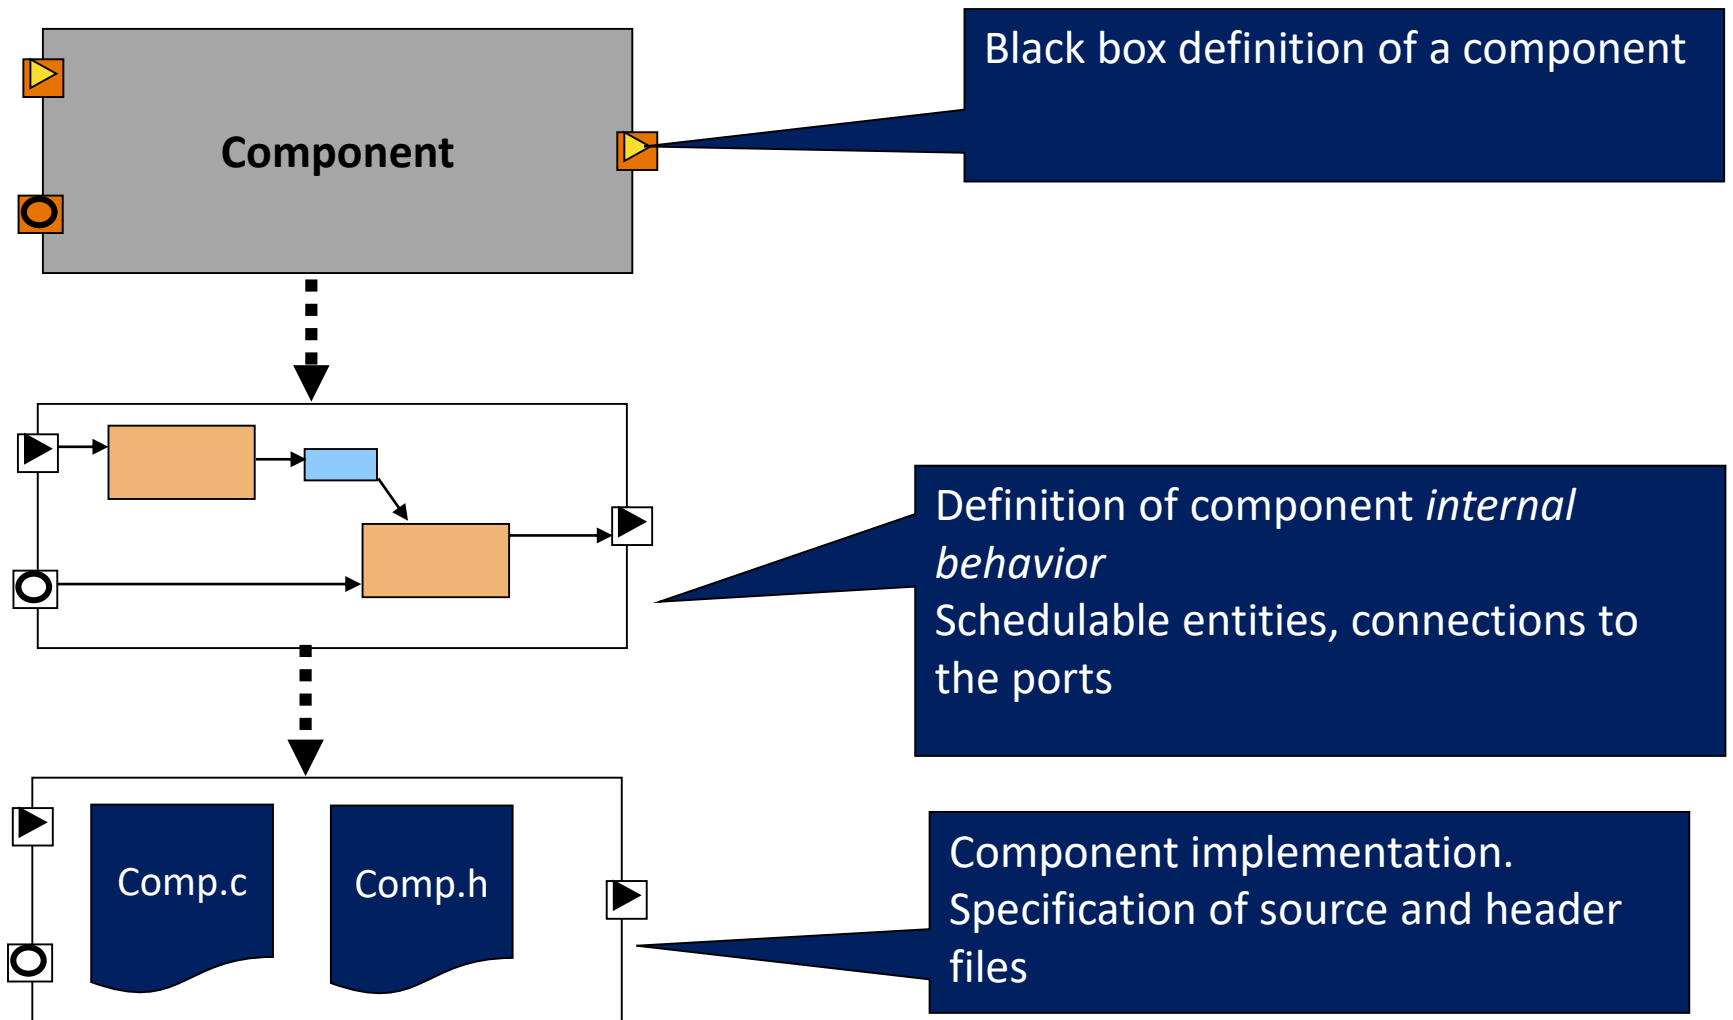 Black box definition of a component
Component
Definition of component internal
behavior
Schedulable entities, connections to
the ports
Comp.c
Comp.h
Component implementation.
Specification of source and header
files